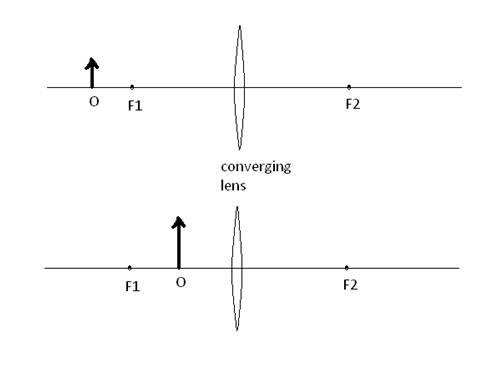 O F1 F2
converging
lens
F1 O F2